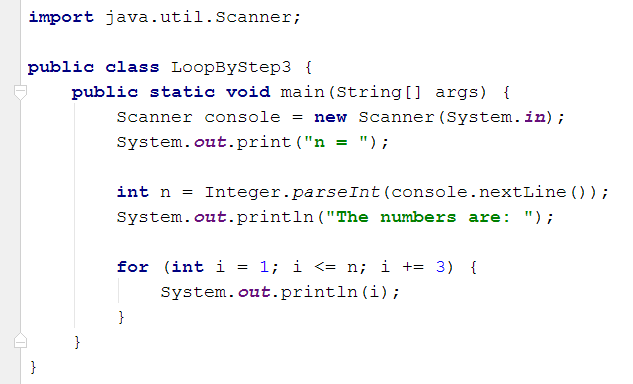 import java.util.Scanner;
public class LoopByStep3 {
public static void main(String[] args) {
Scanner console = new Scanner(System.in);
System.out.print("n = ");
int n = Integer.parseInt(console.nextLine());
System.out.println("The numbers are: ");
for (int i = 1; i <= n; i += 3) {
System.out.println(i);
}
}
}